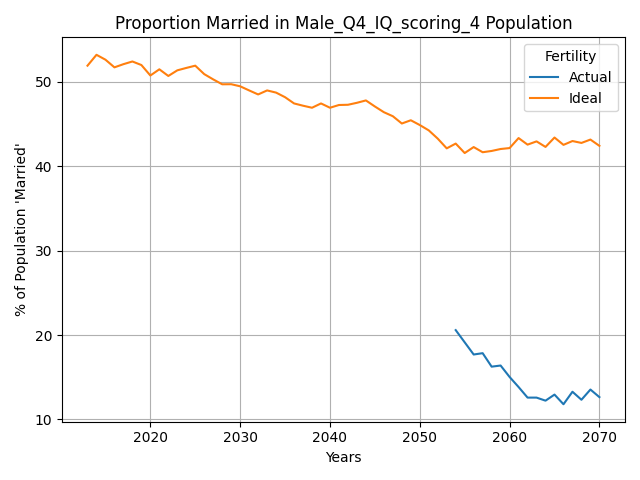 Proportion Married in Male_Q4_IQ_scoring_4 Population
Fertility
Actual
Ideal
% of Population 'Married'
50
40
30
20
10
2020 2030 2040 2050 2060 2070
Years